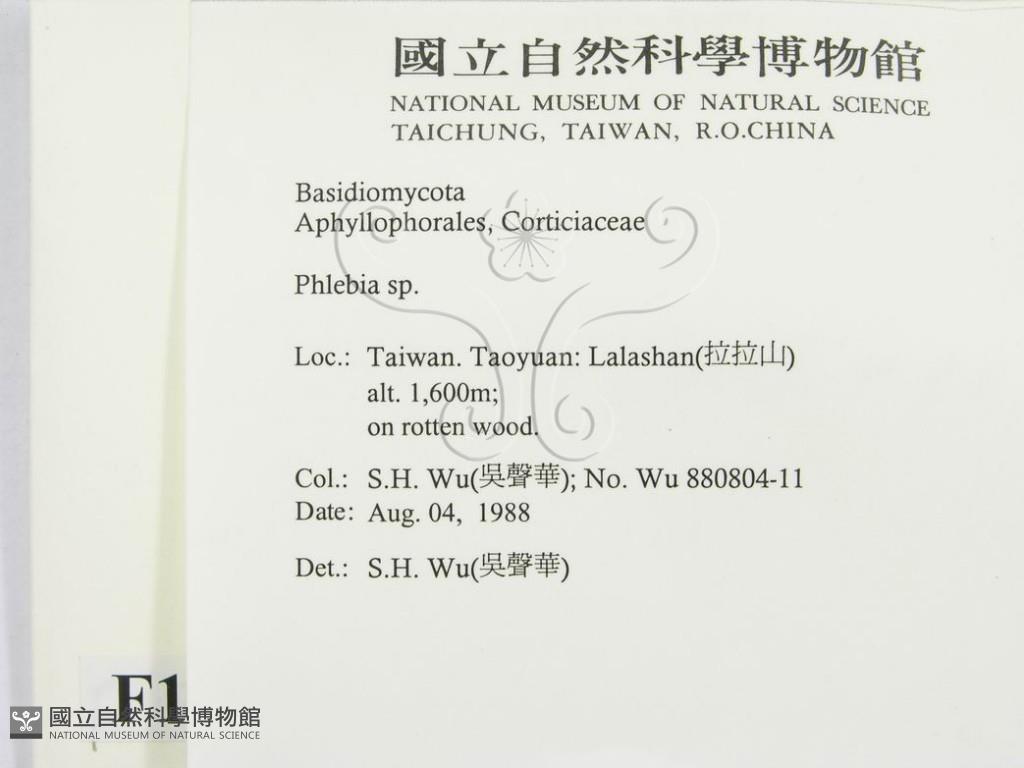 國立自然科學博物館
NATIONAL MUSEUM OF NATURAL SCIENCE
TAICHUNG, TAIWAN, R.O.CHINA
Basidiomycota
Aphyllophorales, Corticiaceae
Phlebia sp.
Loc.: Taiwan. Taoyuan: Lalashan(拉拉山)
alt. 1,600m;
on rotten wood.
Col.: S.H. Wu(吳聲華); No. Wu 880804-11
Date: Aug. 04, 1988
Det.: S.H. Wu(吳聲華)
F1
國立自然科學博物館
NATIONAL MUSEUM OF NATURAL SCIENCE